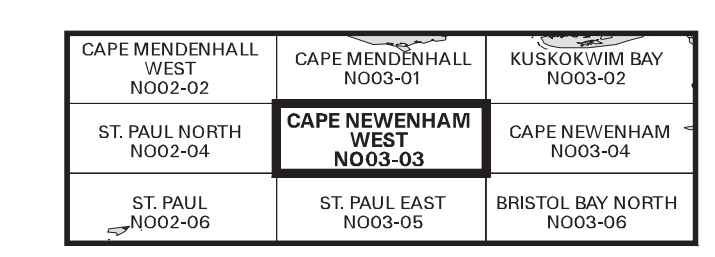 CAPE MENDENHALL
WEST
NO02-02
CAPE MENDENHALL
NO03-01
KUSKOKWIM BAY
NO03-02
ST. PAUL NORTH
NO02-04
CAPE NEWENHAM
WEST
NO03-03
CAPE NEWENHAM
NO03-04
ST. PAUL
NO02-06
ST. PAUL EAST
NO03-05
BRISTOL BAY NORTH
NO03-06